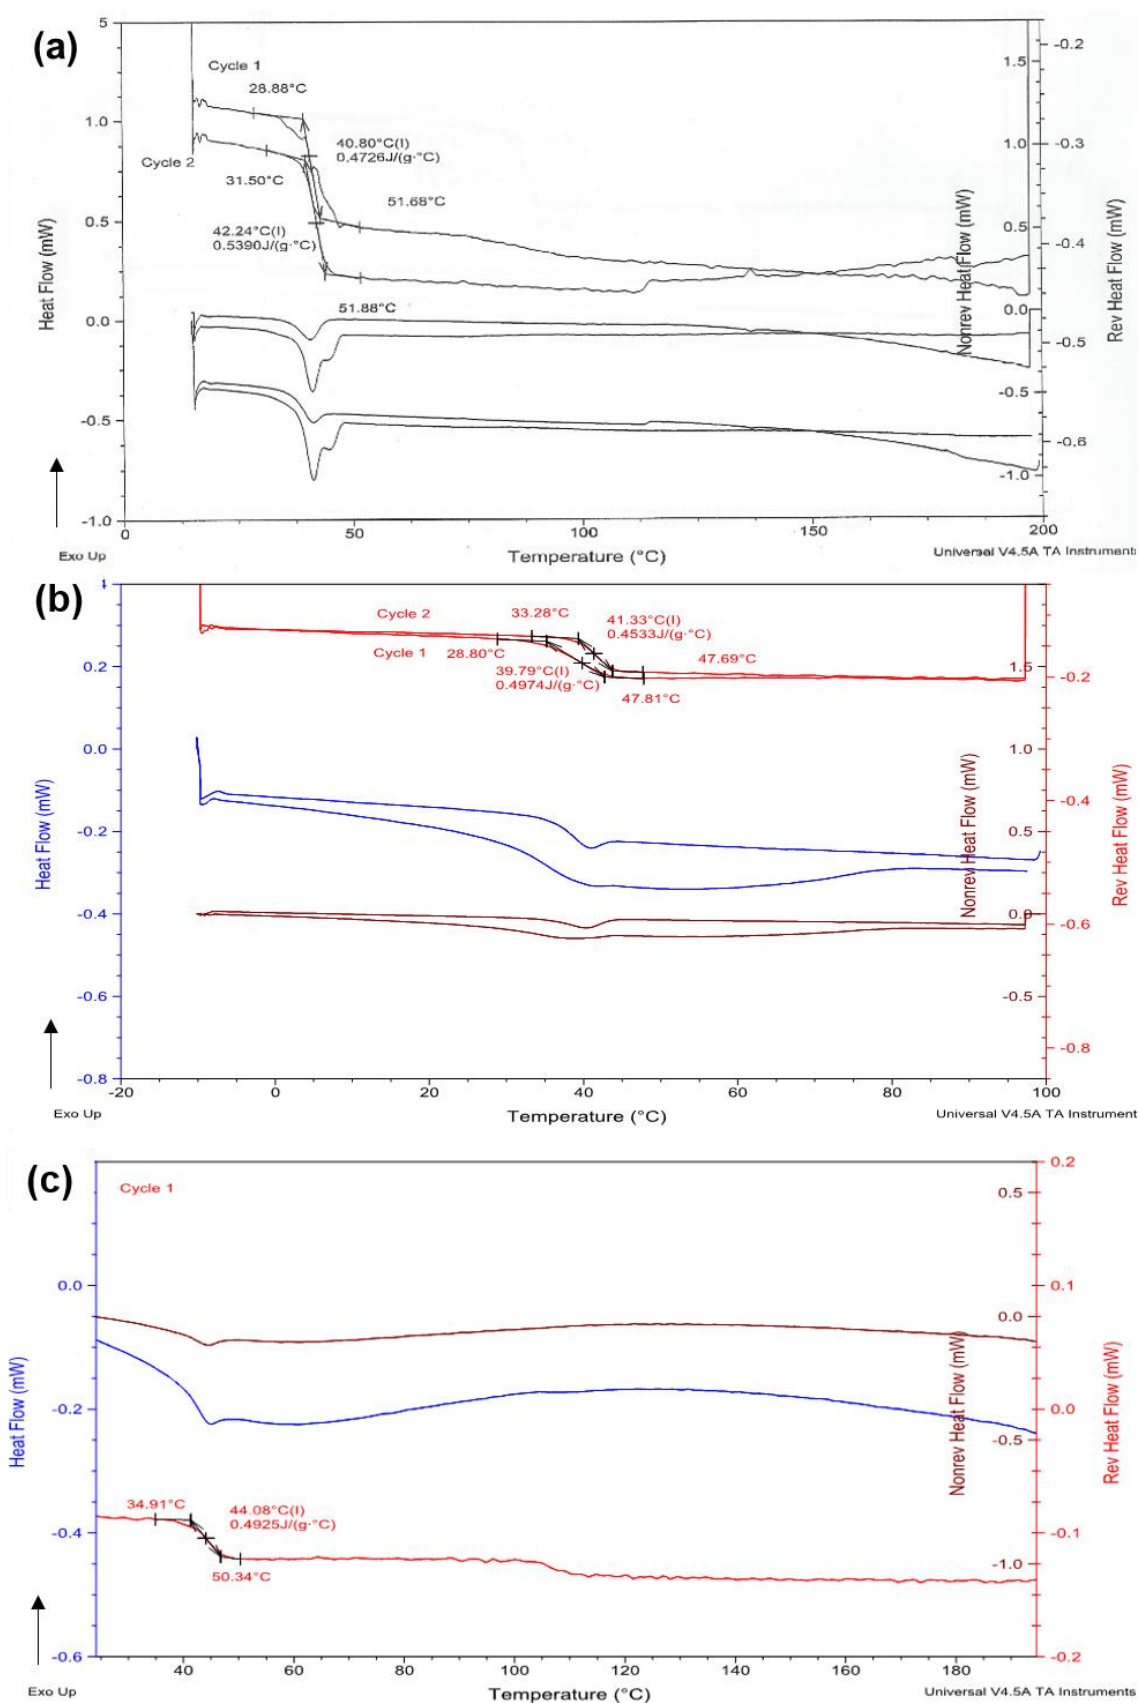 (a)
Cycle 1
28.88°C
40.80°C(I)
0.4726J/(g·°C)
Cycle 2
31.50°C
51.68°C
42.24°C(I)
0.5390J/(g·°C)
51.88°C
5
1.0
0.5
0.0
-0.5
-1.0
Heat Flow (mW)
1.5
1.0
0.5
0.0
-0.5
-1.0
Nonrev Heat Flow (mW)
-0.2
-0.3
-0.4
-0.5
-0.6
Rev Heat Flow (mW)
0
50
100
150
200
Exo Up
Temperature (°C)
Universal V4.5A TA Instrument
(b)
Cycle 2
33.28°C
41.33°C(I)
0.4533J/(g·°C)
Cycle 1
28.80°C
47.69°C
39.79°C(I)
0.4974J/(g·°C)
47.81°C
0.2
0.0
-0.2
-0.4
-0.6
-0.8
Heat Flow (mW)
1.5
1.0
0.5
0.0
-0.5
Nonrev Heat Flow (mW)
-0.2
-0.4
-0.6
-0.8
Rev Heat Flow (mW)
-20
0
20
40
60
80
100
Exo Up
Temperature (°C)
Universal V4.5A TA Instrument
(c)
Cycle 1
34.91°C
44.08°C(I)
0.4925J/(g·°C)
50.34°C
0.0
-0.2
-0.4
-0.6
Heat Flow (mW)
0.5
0.0
-0.5
-1.0
Nonrev Heat Flow (mW)
0.2
0.1
0.0
-0.1
-0.2
Rev Heat Flow (mW)
40
60
80
100
120
140
160
180
Exo Up
Temperature (°C)
Universal V4.5A TA Instruments